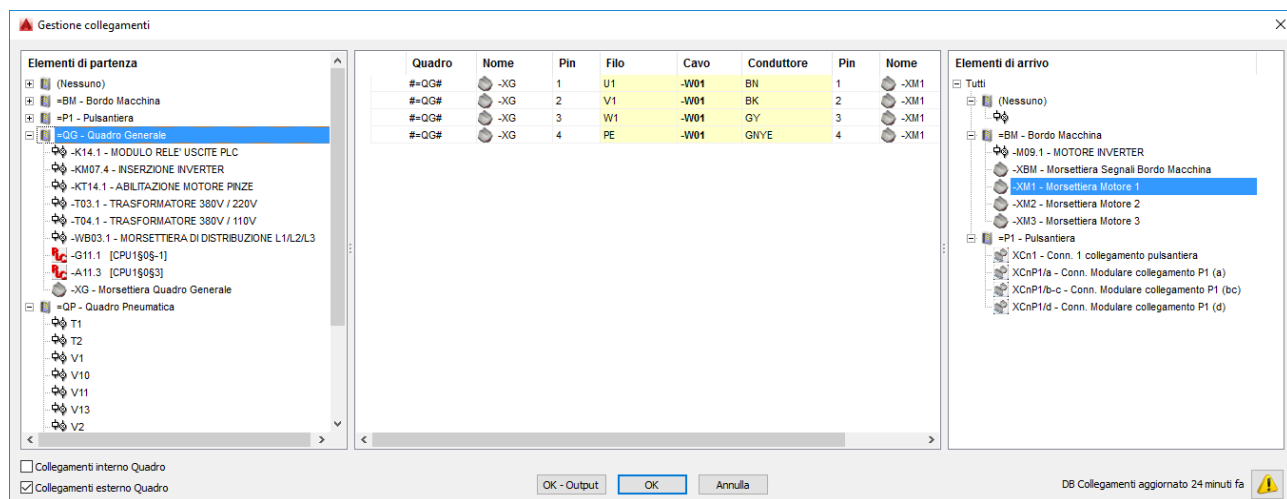 Gestione collegamenti
Elementi di partenza
(Nessuno)
=BM - Bordo Macchina
=P1 - Pulsantiera
=QG - Quadro Generale
-K14.1 - MODULO RELE' USCITE PLC
-KM07.4 - INSERZIONE INVERTER
-KT14.1 - ABILITAZIONE MOTORE PINZE
-T03.1 - TRASFORMATORE 380V / 220V
-T04.1 - TRASFORMATORE 380V / 110V
-WB03.1 - MORSETTIERA DI DISTRIBUZIONE L1/L2/L3
-G11.1 [CPU1§0§-1]
-A11.3 [CPU1§0§3]
-XG - Morsettiera Quadro Generale
=QP - Quadro Pneumatica
T1
T2
V1
V10
V11
V13
V2
Quadro Nome Pin Filo Cavo Conduttore Pin Nome
#=QG# -XG 1 U1 -W01 BN 1 -XM1
#=QG# -XG 2 V1 -W01 BK 2 -XM1
#=QG# -XG 3 W1 -W01 GY 3 -XM1
#=QG# -XG 4 PE -W01 GNYE 4 -XM1
Elementi di arrivo
Tutti
(Nessuno)
=BM - Bordo Macchina
-M09.1 - MOTORE INVERTER
-XBM - Morsettiera Segnali Bordo Macchina
-XM1 - Morsettiera Motore 1
-XM2 - Morsettiera Motore 2
-XM3 - Morsettiera Motore 3
=P1 - Pulsantiera
XCn1 - Conn. 1 collegamento pulsantiera
XCnP1/a - Conn. Modulare collegamento P1 (a)
XCnP1/b-c - Conn. Modulare collegamento P1 (bc)
XCnP1/d - Conn. Modulare collegamento P1 (d)
Collegamenti interno Quadro
Collegamenti esterno Quadro
OK - Output OK Annulla
DB Collegamenti aggiornato 24 minuti fa